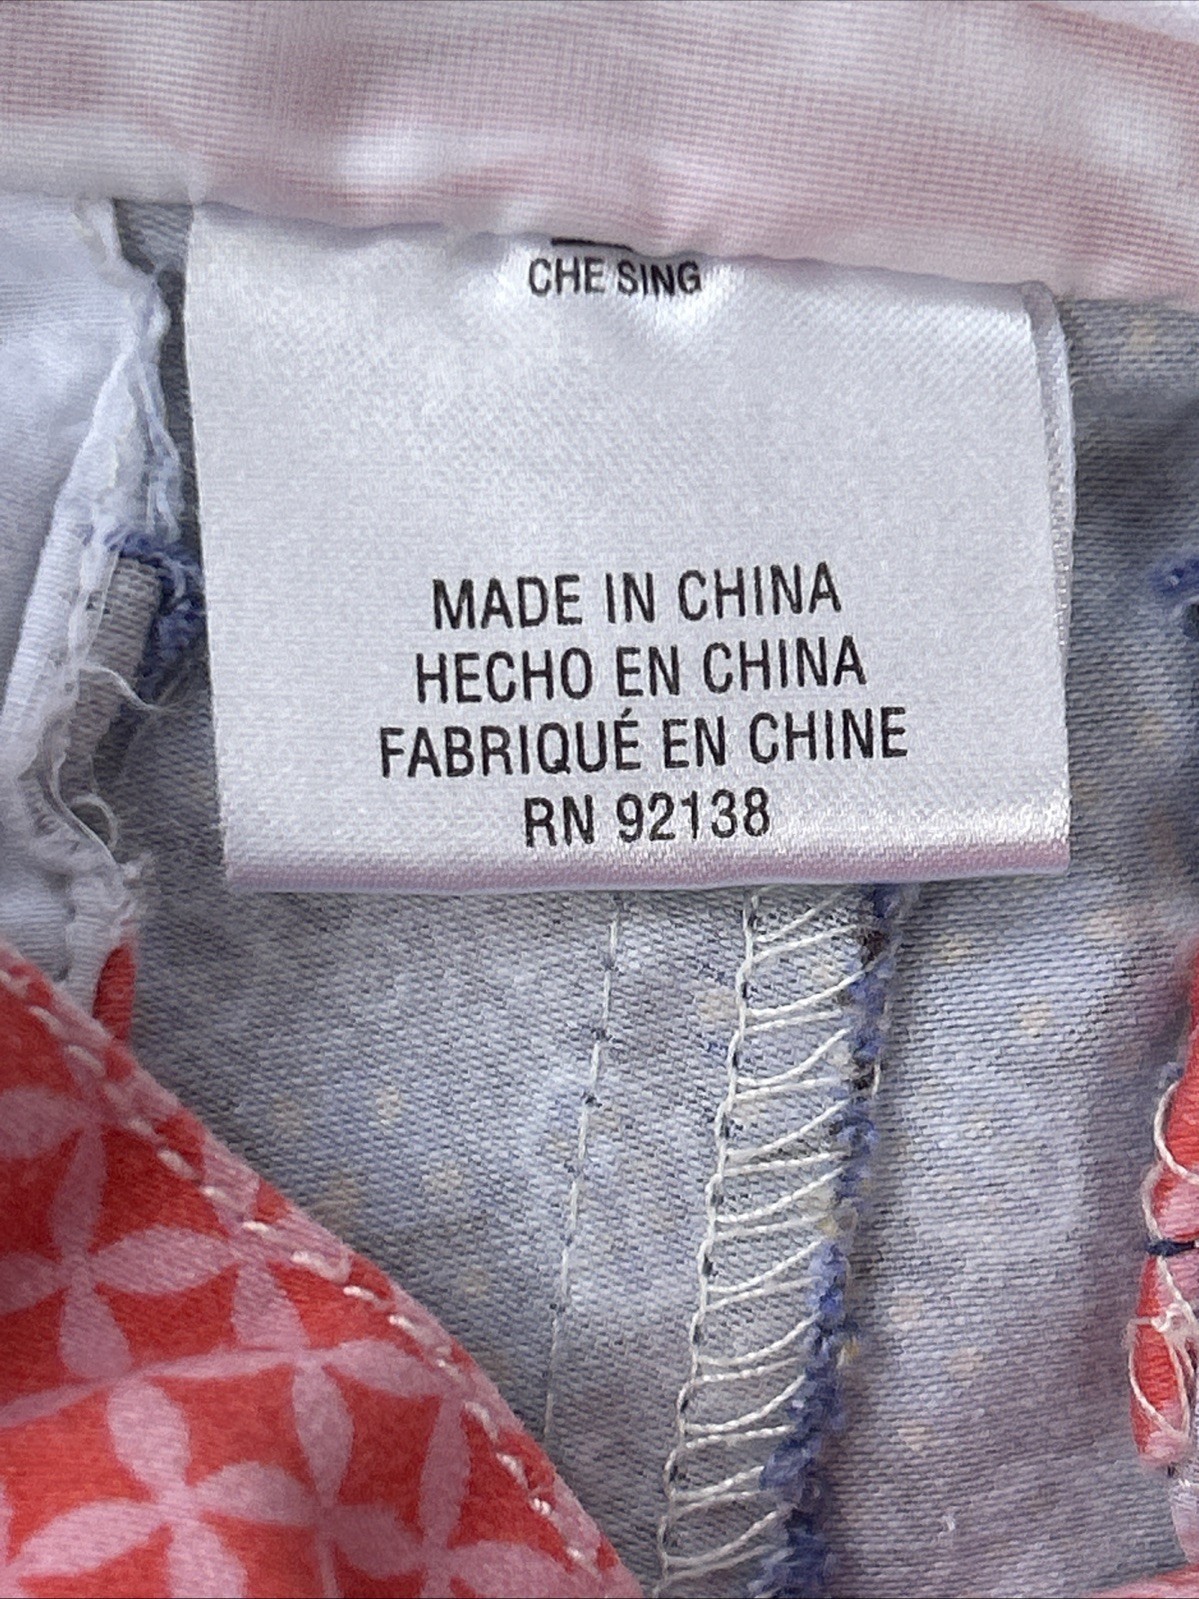 CHE SING
MADE IN CHINA
HECHO EN CHINA
FABRIQUÉ EN CHINE
RN 92138